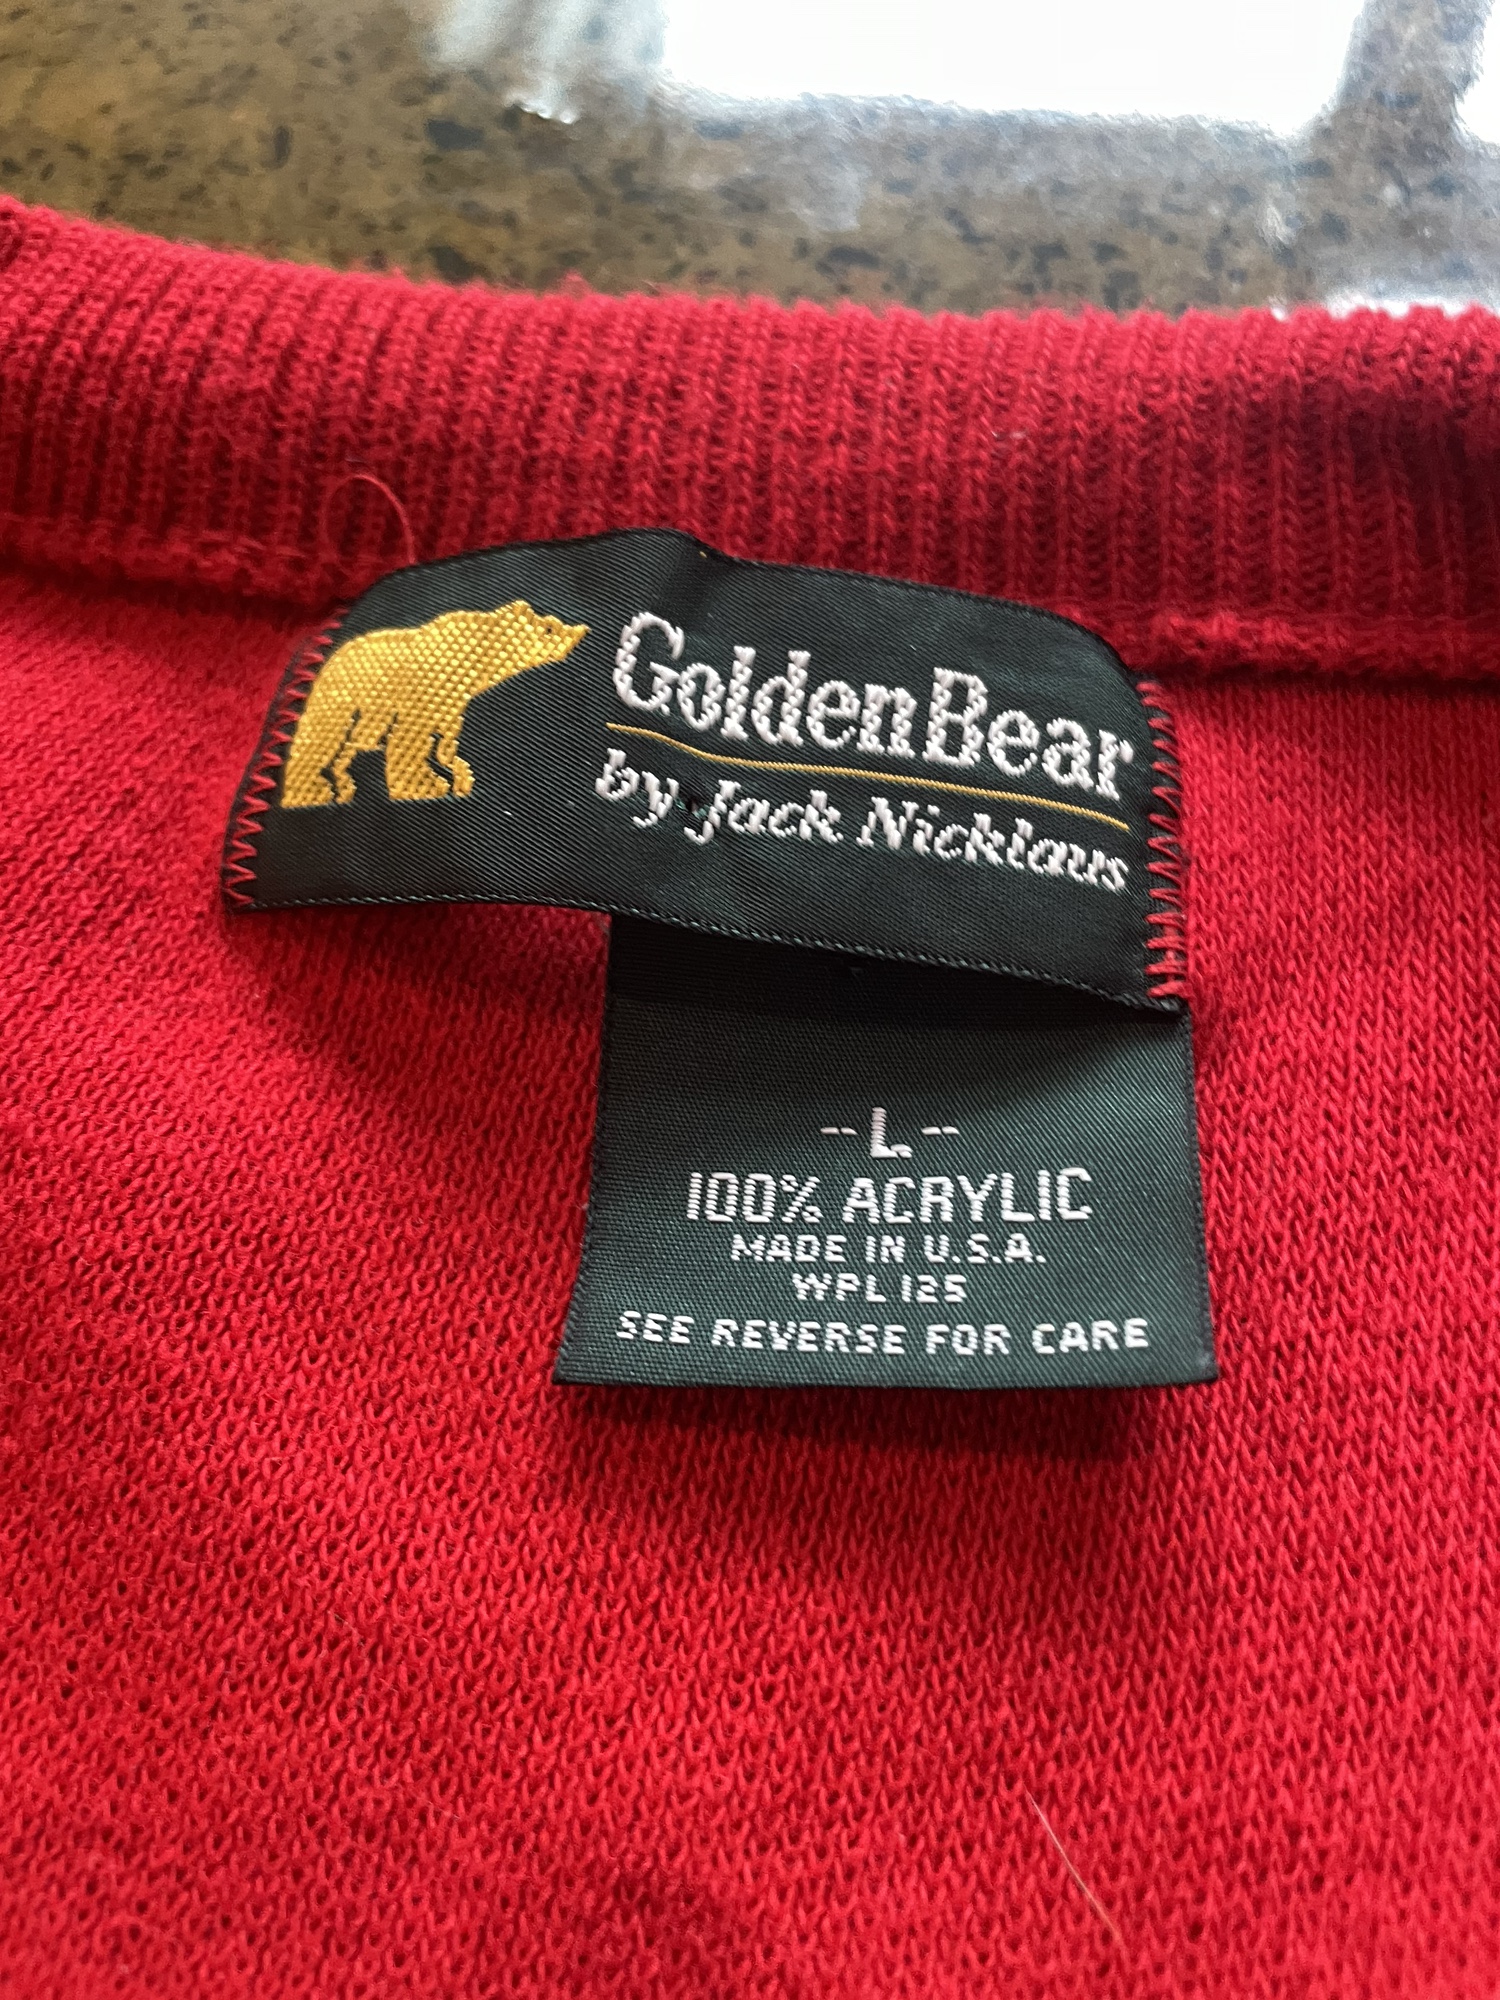 GoldenBear
by Jack Nicklaus
--L--
100% ACRYLIC
MADE IN U.S.A.
WPL 125
SEE REVERSE FOR CARE